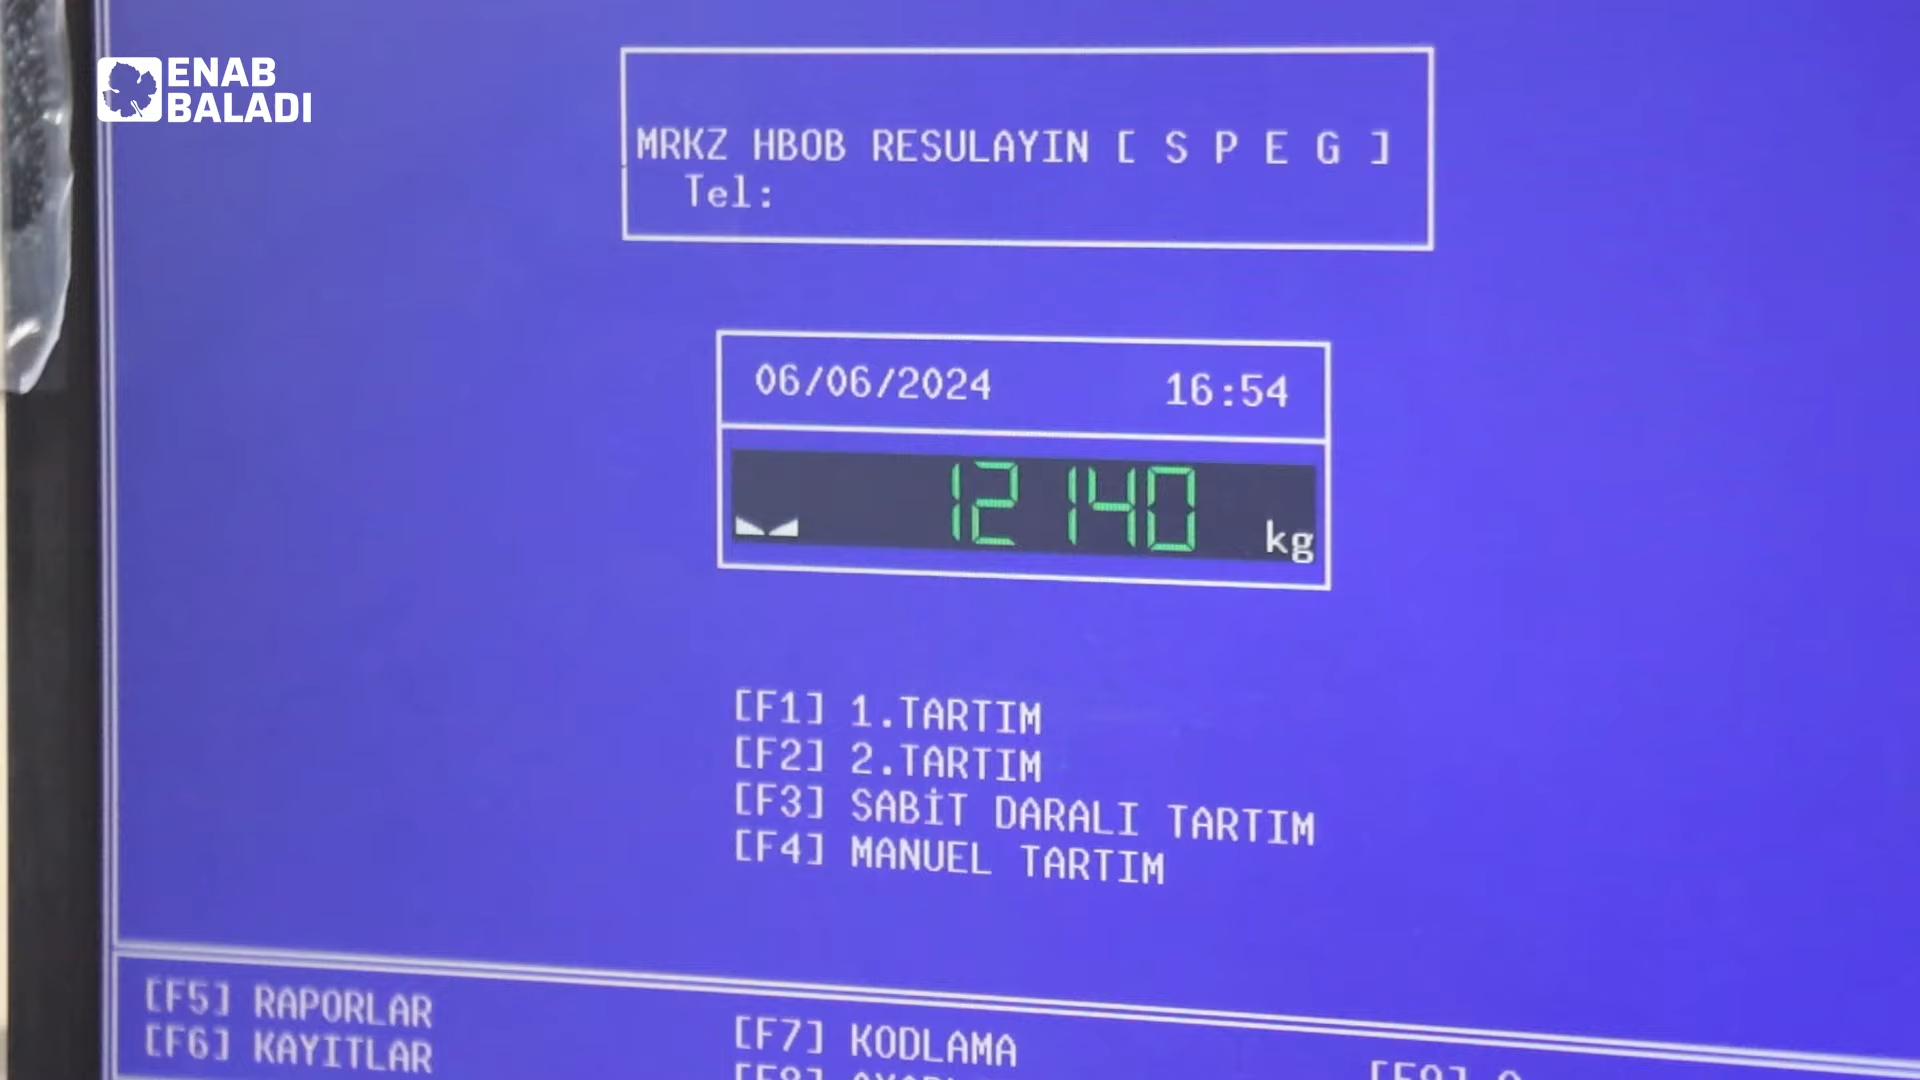 ENAB
BALADI
MRKZ HBOB RESULAYIN [ S P E G ]
Tel:
06/06/2024 16:54
12140 kg
[F1] 1.TARTIM
[F2] 2.TARTIM
[F3] SABİT DARALI TARTIM
[F4] MANUEL TARTIM
[F5] RAPORLAR
[F6] KAYITLAR
[F7] KODLAMA